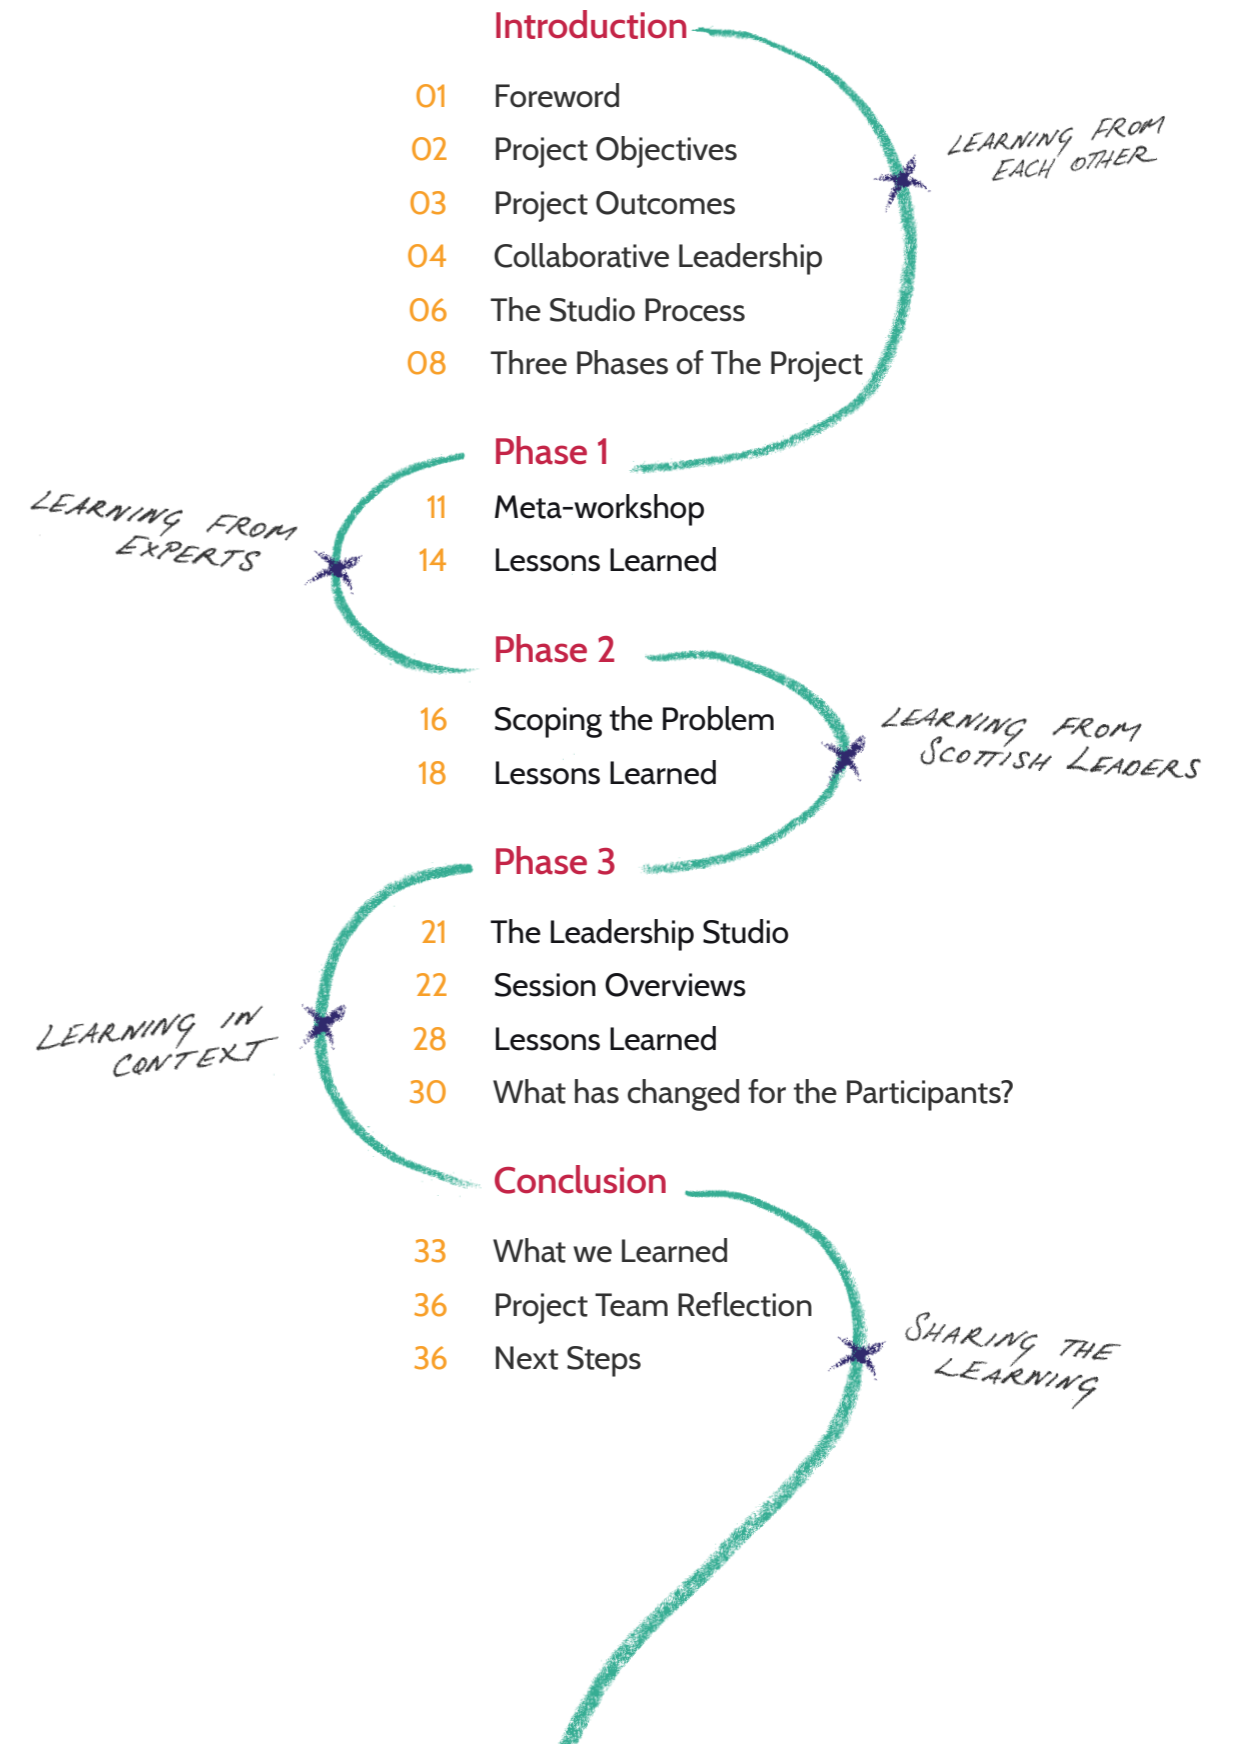 Introduction
01 Foreword
02 Project Objectives
03 Project Outcomes
04 Collaborative Leadership
06 The Studio Process
08 Three Phases of The Project
LEARNING FROM
EACH OTHER
Phase 1
11 Meta-workshop
14 Lessons Learned
LEARNING FROM
EXPERTS
Phase 2
16 Scoping the Problem
18 Lessons Learned
LEARNING FROM
SCOTTISH LEADERS
Phase 3
21 The Leadership Studio
22 Session Overviews
28 Lessons Learned
30 What has changed for the Participants?
LEARNING IN
CONTEXT
Conclusion
33 What we Learned
36 Project Team Reflection
36 Next Steps
SHARING THE
LEARNING